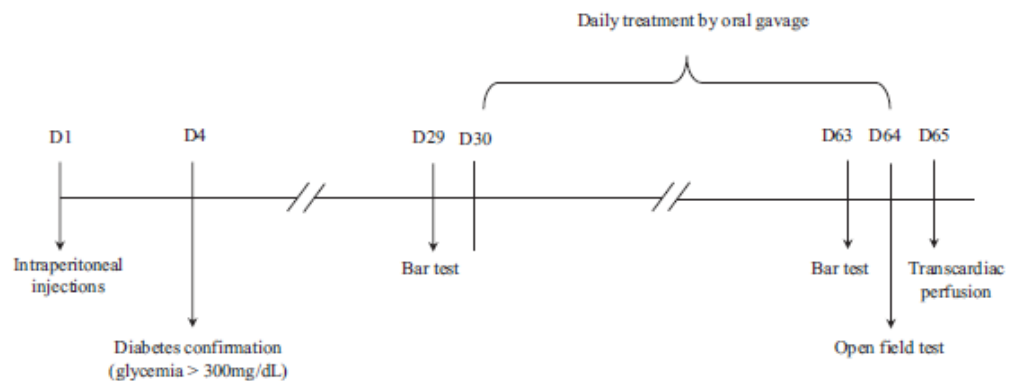 Daily treatment by oral gavage
D1
D4
D29
D30
D63
D64
D65
Intraperitoneal
injections
Bar test
Bar test
Transcardiac
perfusion
Diabetes confirmation
(glycemia > 300mg/dL)
Open field test